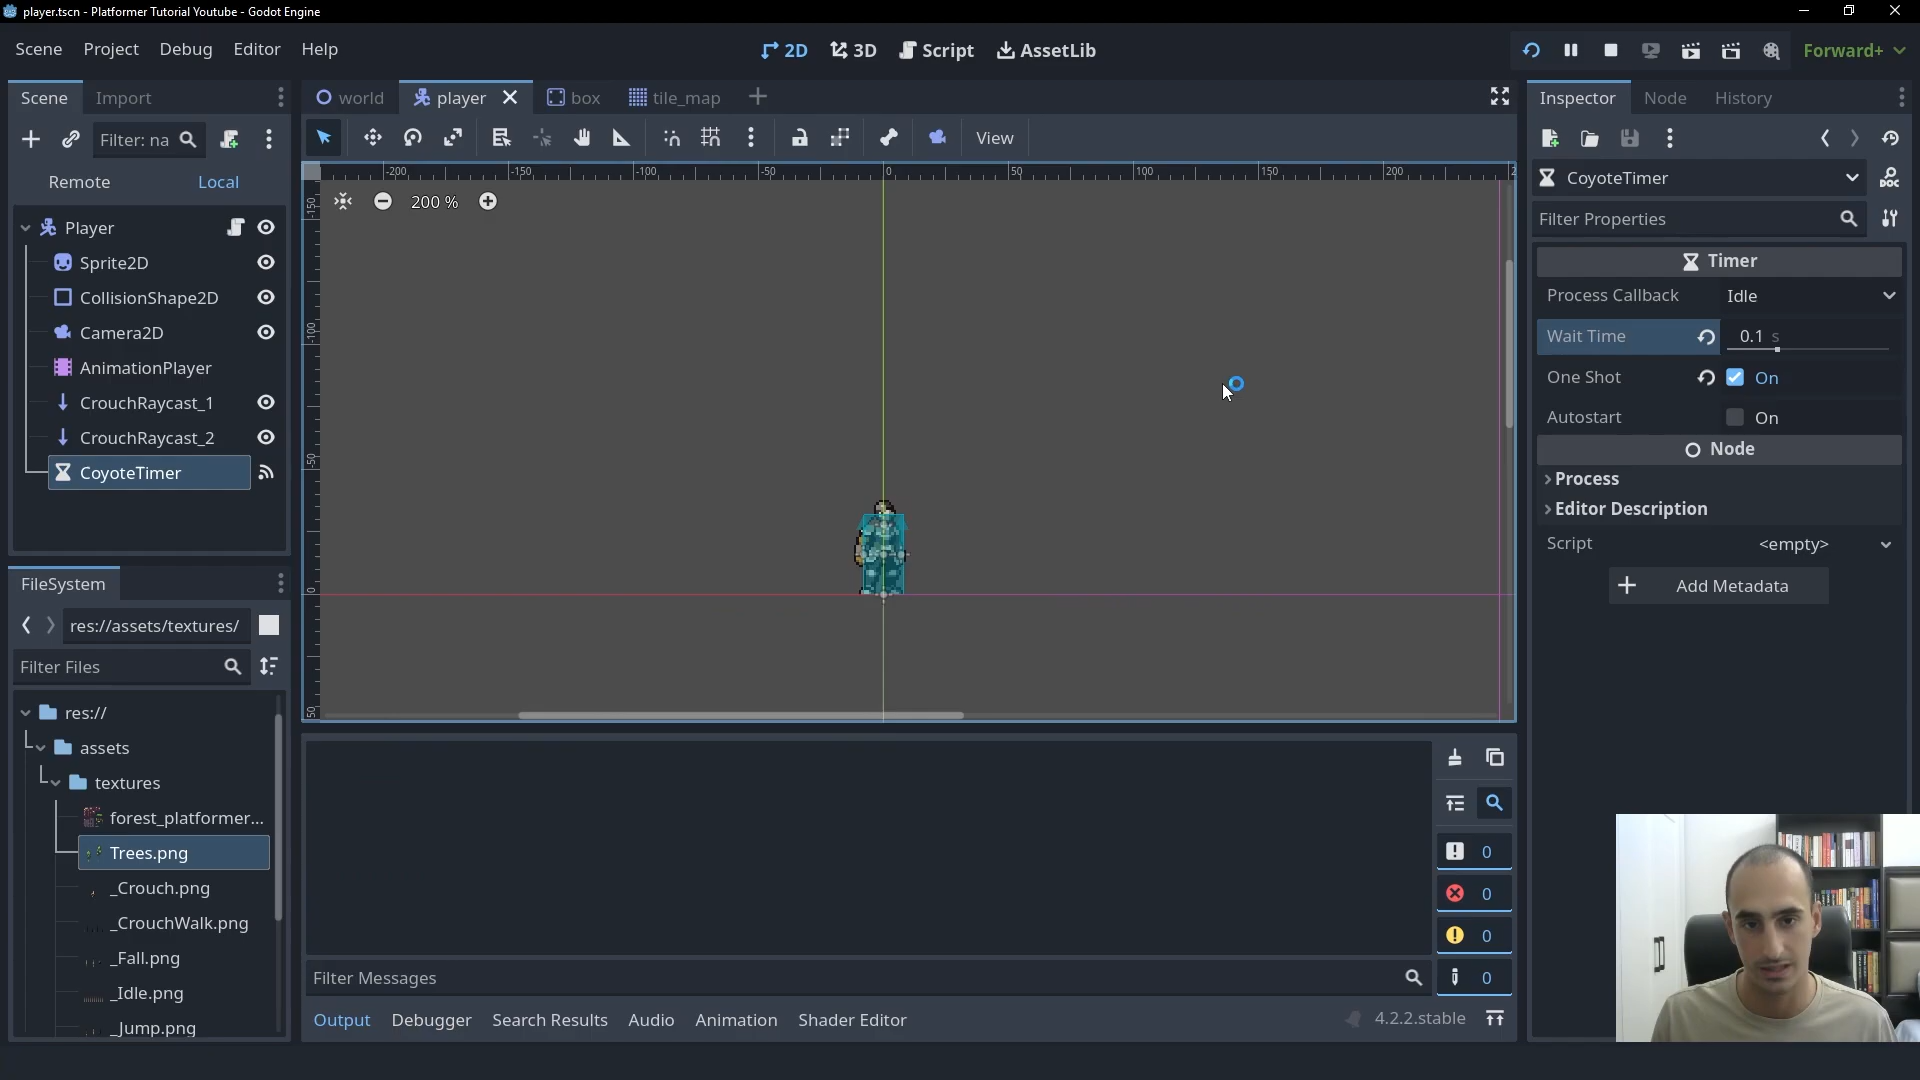 player.tscn - Platformer Tutorial Youtube - Godot Engine
Scene Project Debug Editor Help
2D 3D Script AssetLib
Forward+
Scene Import
world player box tile_map
Inspector Node History
Filter: na
View
Remote Local
CoyoteTimer
-200 -150 -100 -50 0 50 100 150 200
200 %
Filter Properties
Player
Sprite2D
CollisionShape2D
Camera2D
AnimationPlayer
CrouchRaycast_1
CrouchRaycast_2
CoyoteTimer
-150
-100
-50
0
50
Timer
Process Callback Idle
Wait Time 0.1 s
One Shot On
Autostart On
Node
Process
Editor Description
Script <empty>
Add Metadata
FileSystem
res://assets/textures/
Filter Files
res://
assets
textures
forest_platformer...
Trees.png
_Crouch.png
_CrouchWalk.png
_Fall.png
_Idle.png
_Jump.png
0
0
0
0
Filter Messages
Output Debugger Search Results Audio Animation Shader Editor
4.2.2.stable